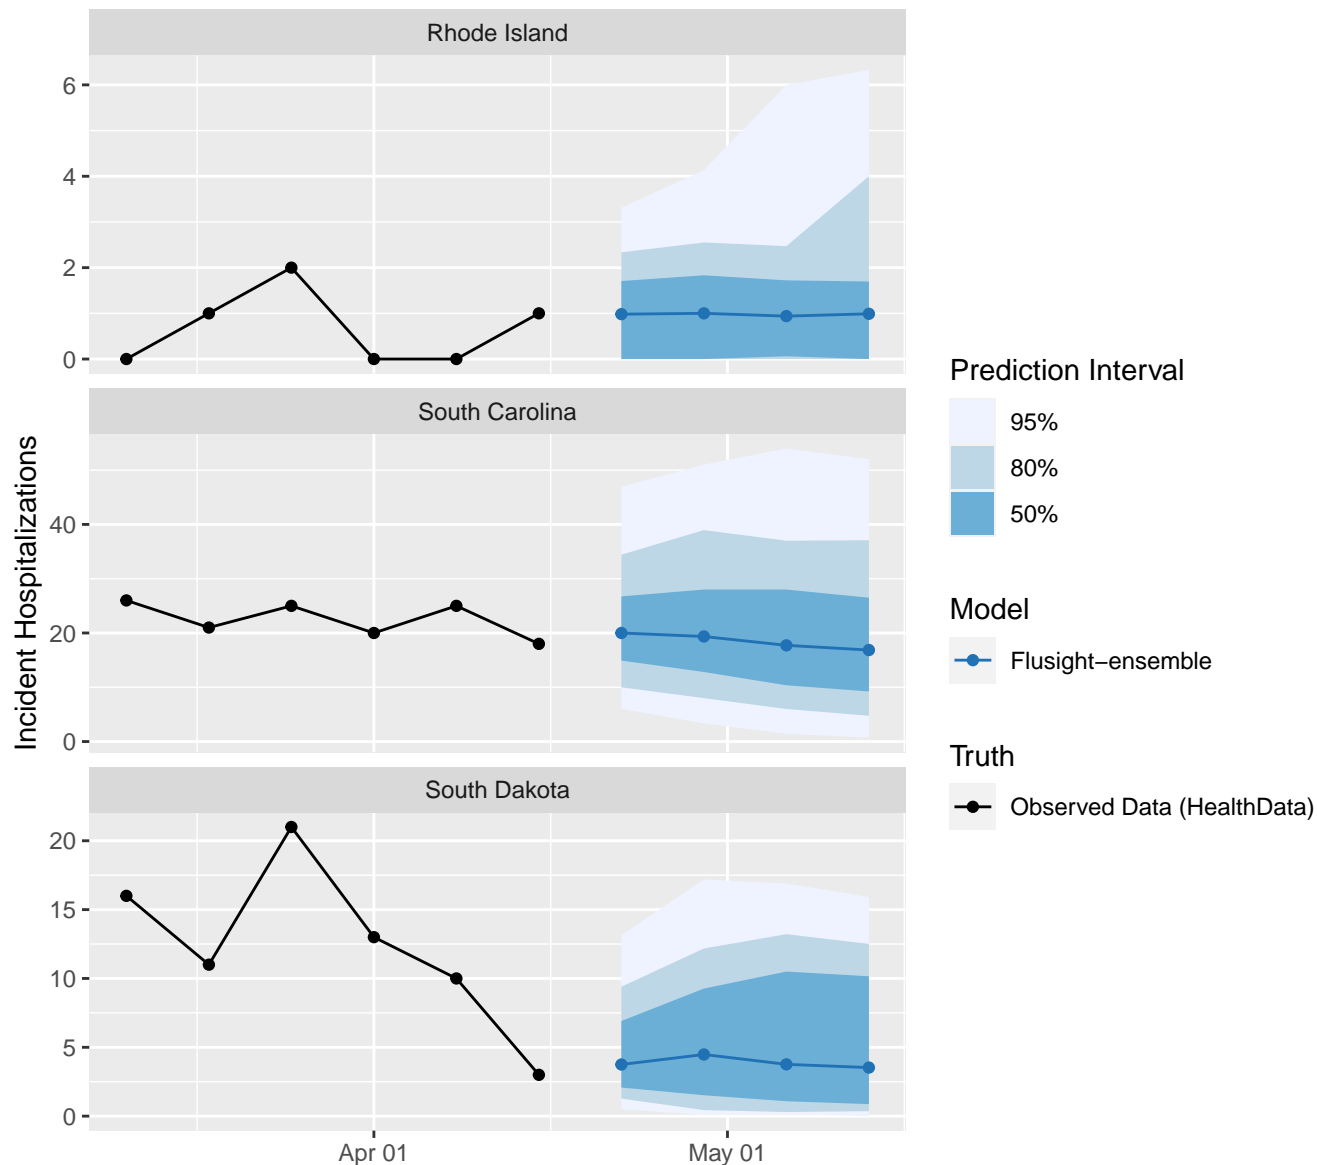 Rhode Island
6
4
2
0
South Carolina
40
20
0
South Dakota
20
15
10
5
0
Apr 01
May 01
Incident Hospitalizations
Prediction Interval
95%
80%
50%
Model
Flusight−ensemble
Truth
Observed Data (HealthData)